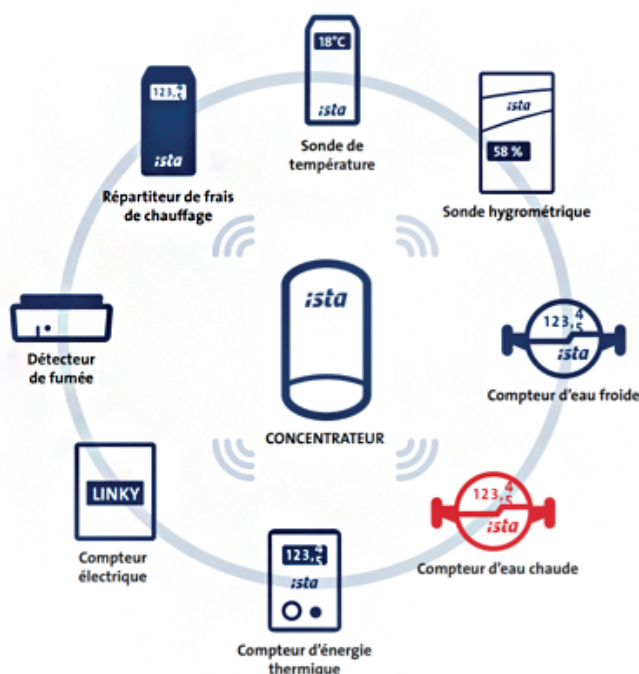 18°C
ista
Sonde de
température
123,4
5
ista
Répartiteur de frais
de chauffage
ista
58 %
Sonde hygrométrique
ista
CONCENTRATEUR
Détecteur
de fumée
123,4
5
ista
Compteur d'eau froide
LINKY
Compteur
électrique
123,4
5
ista
Compteur d'eau chaude
123,4
5
ista
Compteur d'énergie
thermique